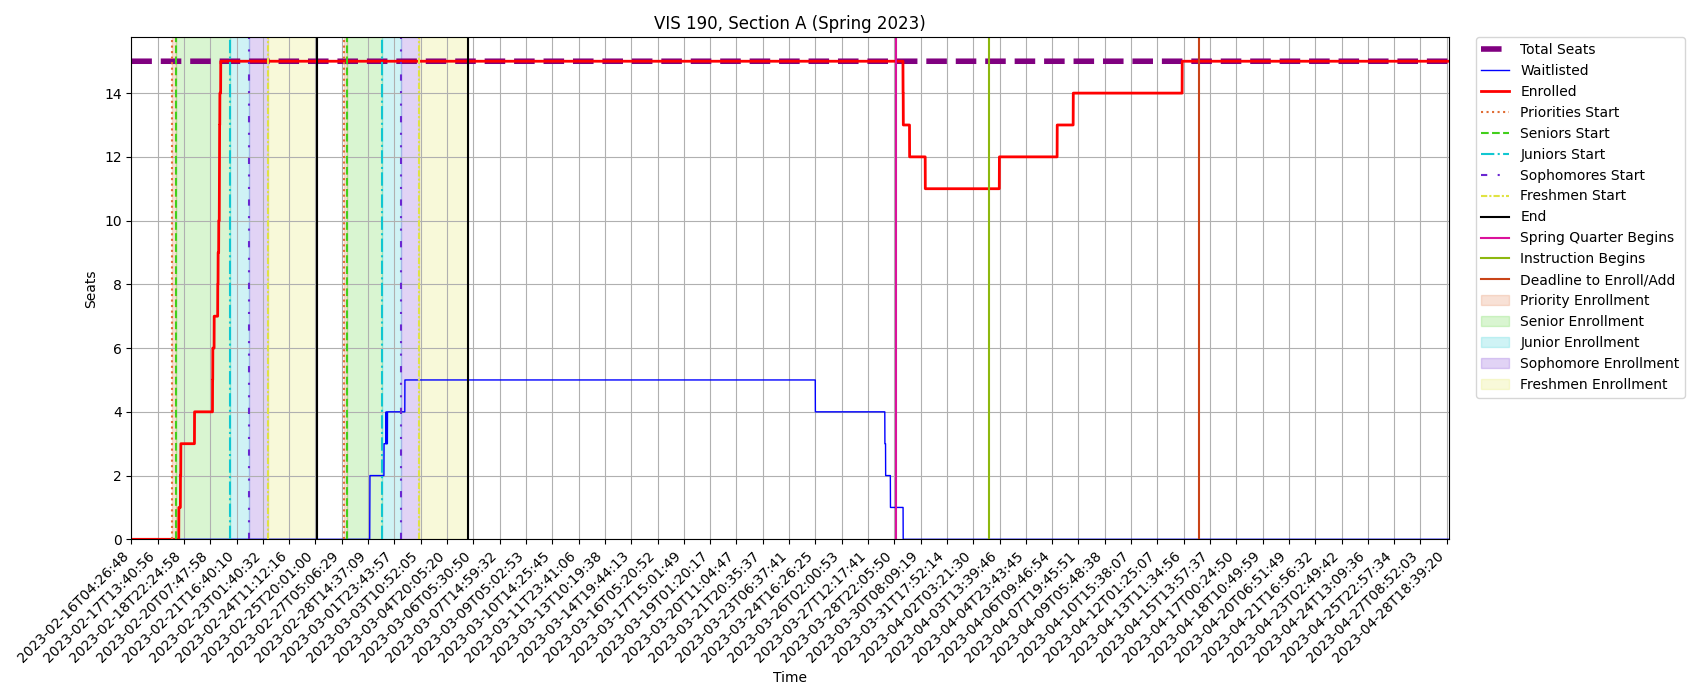 VIS 190, Section A (Spring 2023)
Seats
14
12
10
8
6
4
2
0
2023-02-16T04:26:48
2023-02-17T13:40:56
2023-02-18T22:24:58
2023-02-20T07:47:58
2023-02-21T16:40:10
2023-02-23T01:40:32
2023-02-24T11:12:16
2023-02-25T20:01:00
2023-02-27T05:06:29
2023-02-28T14:37:09
2023-03-01T23:43:57
2023-03-03T10:52:05
2023-03-04T20:05:20
2023-03-06T05:30:50
2023-03-07T14:59:32
2023-03-09T05:02:53
2023-03-10T14:25:45
2023-03-11T23:41:06
2023-03-13T10:19:38
2023-03-14T19:44:13
2023-03-16T05:20:52
2023-03-17T15:01:49
2023-03-19T01:20:17
2023-03-20T11:04:47
2023-03-21T20:35:37
2023-03-23T06:37:41
2023-03-24T16:26:25
2023-03-26T02:00:53
2023-03-27T12:17:41
2023-03-28T22:05:50
2023-03-30T08:09:19
2023-03-31T17:52:14
2023-04-02T03:21:30
2023-04-03T13:39:46
2023-04-04T23:43:45
2023-04-06T09:46:54
2023-04-07T19:45:51
2023-04-09T05:48:38
2023-04-10T15:38:07
2023-04-12T01:25:07
2023-04-13T11:34:56
2023-04-15T13:57:37
2023-04-17T00:24:50
2023-04-18T10:49:59
2023-04-20T06:51:49
2023-04-21T16:56:32
2023-04-23T02:49:42
2023-04-24T13:09:36
2023-04-25T22:57:34
2023-04-27T08:52:03
2023-04-28T18:39:20
Time
Total Seats
Waitlisted
Enrolled
Priorities Start
Seniors Start
Juniors Start
Sophomores Start
Freshmen Start
End
Spring Quarter Begins
Instruction Begins
Deadline to Enroll/Add
Priority Enrollment
Senior Enrollment
Junior Enrollment
Sophomore Enrollment
Freshmen Enrollment